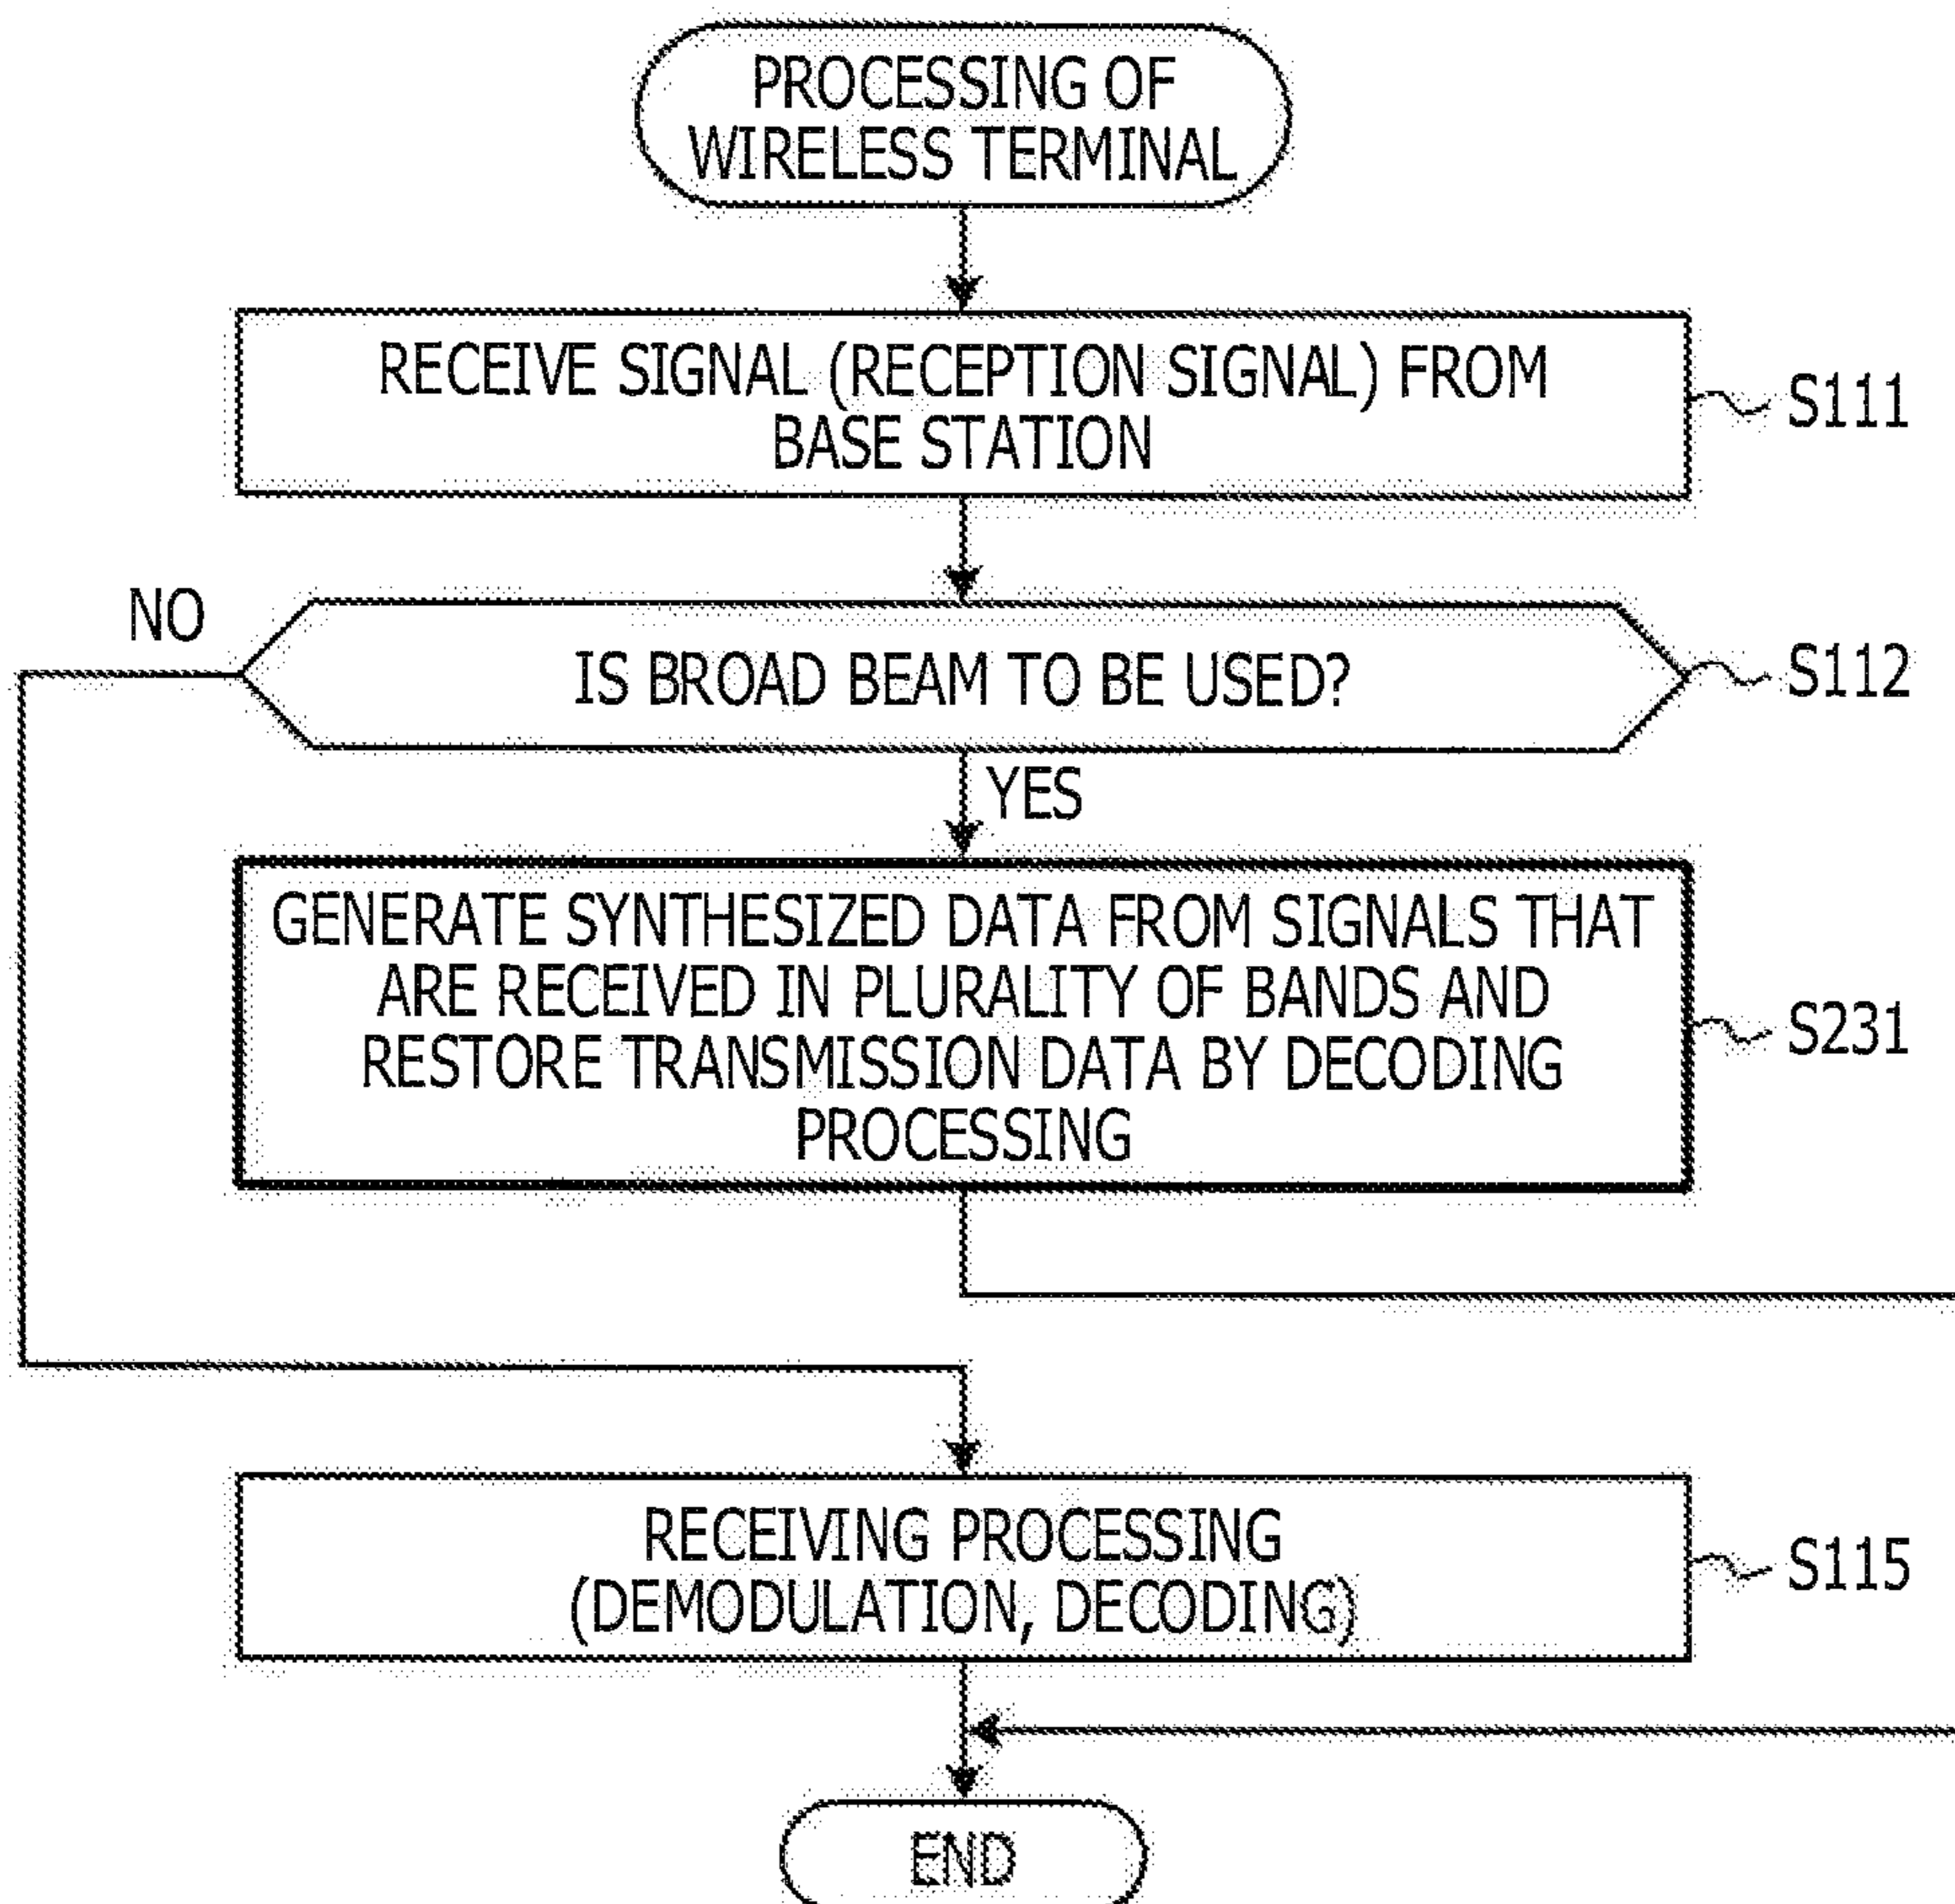 PROCESSING OF
WIRELESS TERMINAL
RECEIVE SIGNAL (RECEPTION SIGNAL) FROM
BASE STATION
S111
NO
IS BROAD BEAM TO BE USED?
S112
YES
GENERATE SYNTHESIZED DATA FROM SIGNALS THAT
ARE RECEIVED IN PLURALITY OF BANDS AND
RESTORE TRANSMISSION DATA BY DECODING
PROCESSING
S231
RECEIVING PROCESSING
(DEMODULATION, DECODING)
S115
END